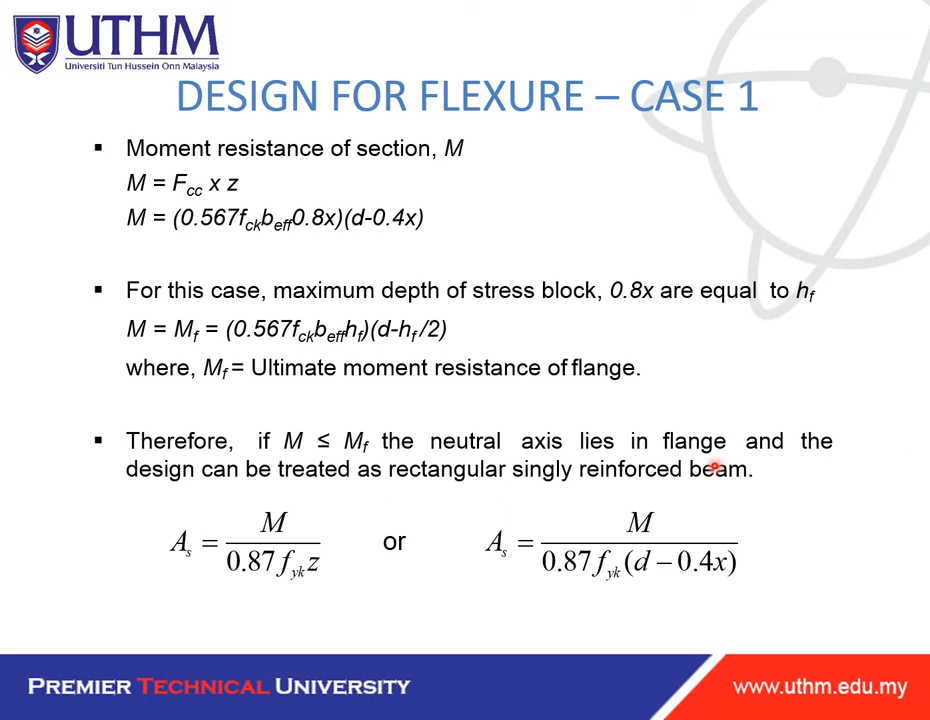 UTHM
Universiti Tun Hussein Onn Malaysia
DESIGN FOR FLEXURE – CASE 1
▪ Moment resistance of section, M
M = Fcc x z
M = (0.567fckbeff0.8x)(d-0.4x)
▪ For this case, maximum depth of stress block, 0.8x are equal to hf
M = Mf = (0.567fckbeffhf)(d-hf /2)
where, Mf = Ultimate moment resistance of flange.
▪ Therefore, if M ≤ Mf the neutral axis lies in flange and the
design can be treated as rectangular singly reinforced beam.
As = M / 0.87 fyk z or As = M / 0.87 fyk (d − 0.4x)
PREMIER TECHNICAL UNIVERSITY
www.uthm.edu.my